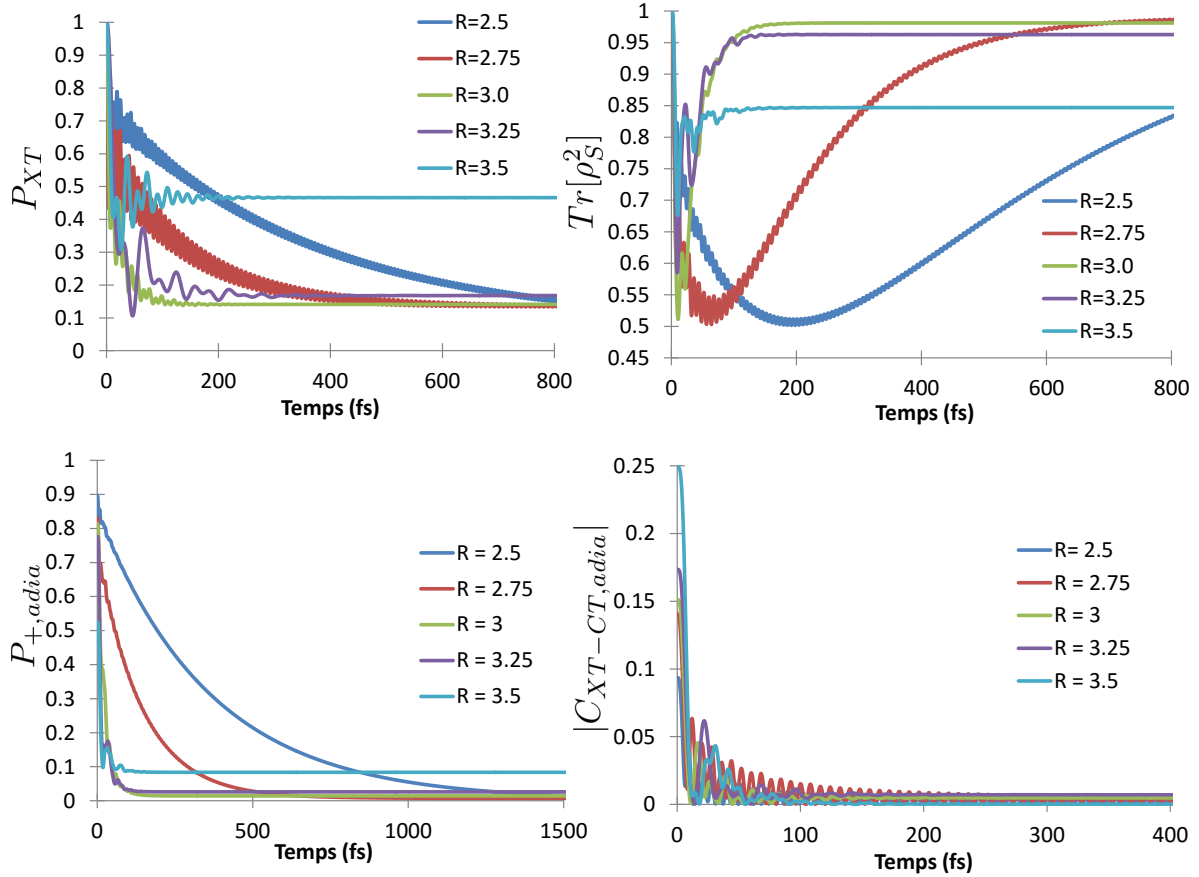 1
0.9
0.8
0.7
0.6
0.5
0.4
0.3
0.2
0.1
0
P_{XT}
0 200 400 600 800
Temps (fs)
R=2.5
R=2.75
R=3.0
R=3.25
R=3.5
1
0.95
0.9
0.85
0.8
0.75
0.7
0.65
0.6
0.55
0.5
0.45
Tr[ρ_S^2]
0 200 400 600 800
Temps (fs)
R=2.5
R=2.75
R=3.0
R=3.25
R=3.5
1
0.9
0.8
0.7
0.6
0.5
0.4
0.3
0.2
0.1
0
P_{+,adia}
0 500 1000 1500
Temps (fs)
R = 2.5
R = 2.75
R = 3
R = 3.25
R = 3.5
0.25
0.2
0.15
0.1
0.05
0
|C_{XT-CT,adia}|
0 100 200 300 400
Temps (fs)
R= 2.5
R = 2.75
R = 3
R = 3.25
R = 3.5